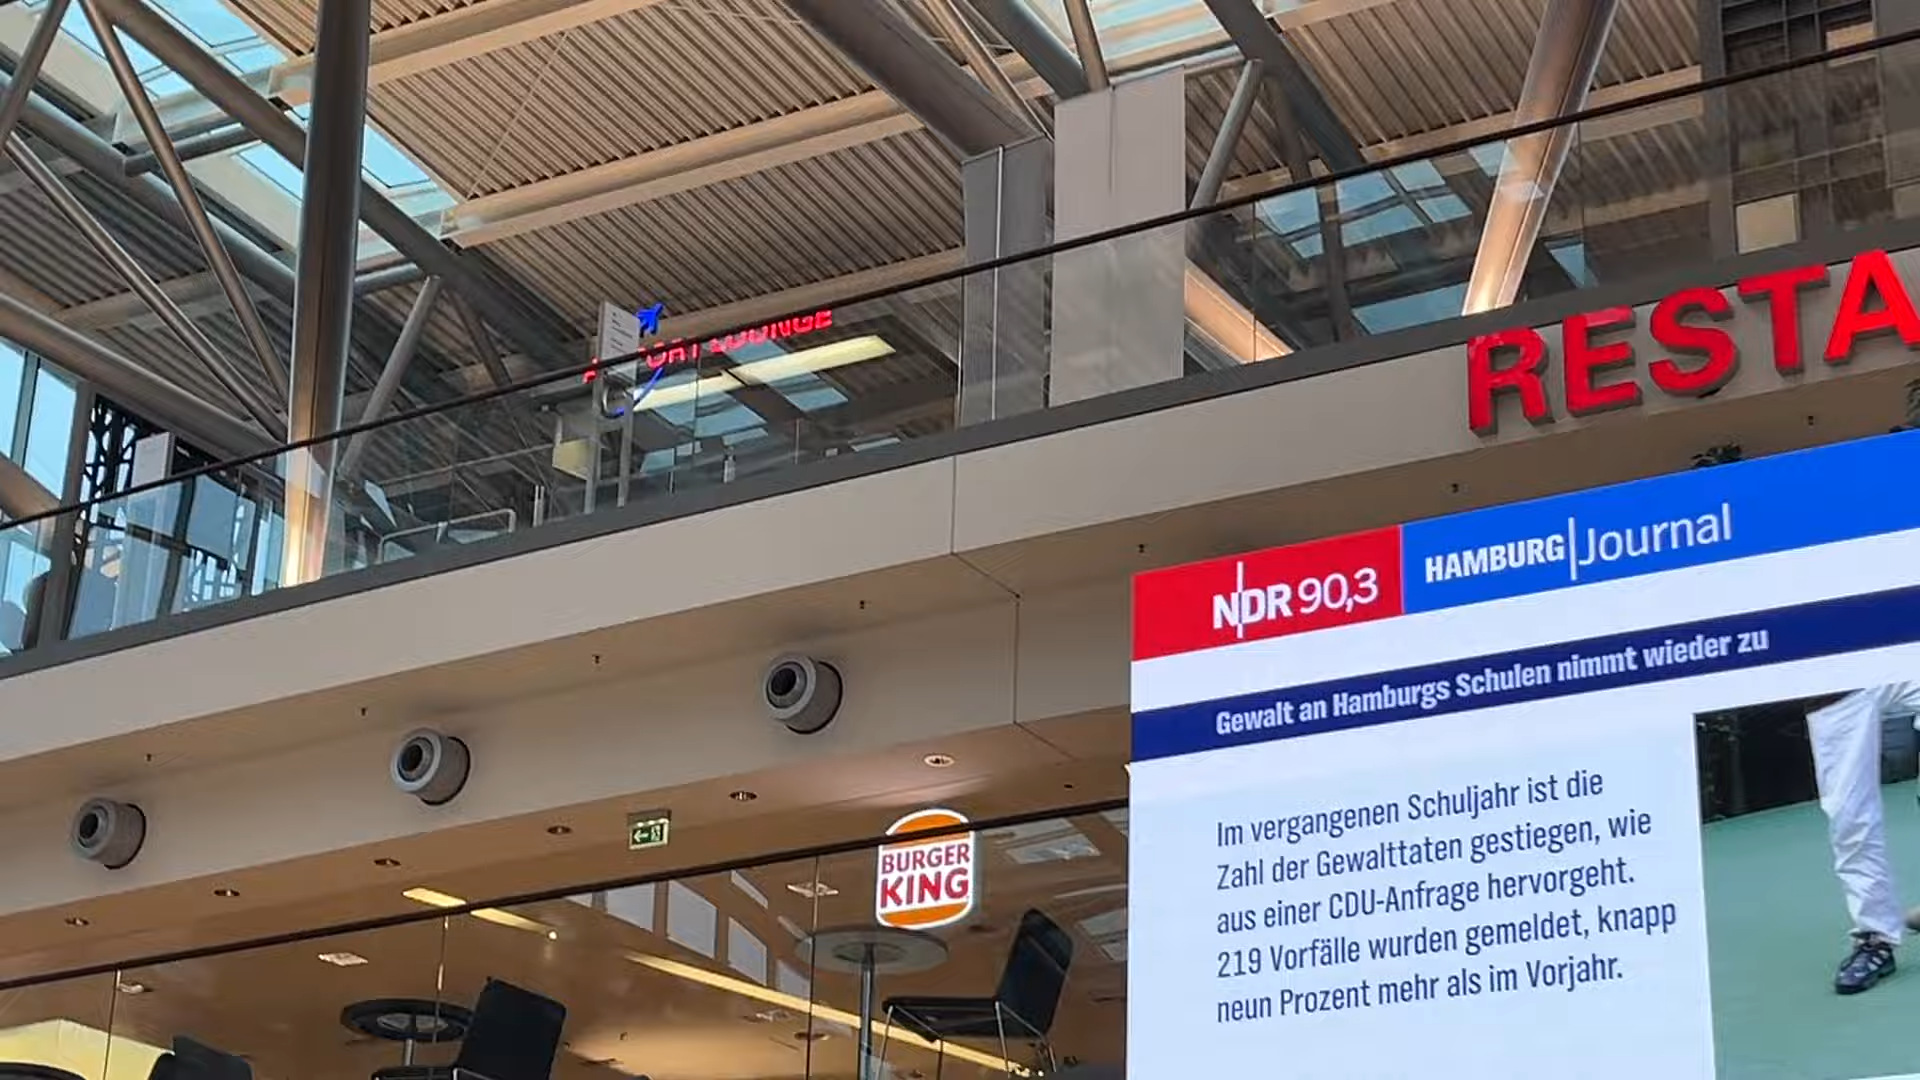 LOUNGE
RESTA
NDR 90,3
HAMBURG Journal
Gewalt an Hamburgs Schulen nimmt wieder zu
Im vergangenen Schuljahr ist die
Zahl der Gewalttaten gestiegen, wie
aus einer CDU-Anfrage hervorgeht.
219 Vorfälle wurden gemeldet, knapp
neun Prozent mehr als im Vorjahr.
BURGER
KING